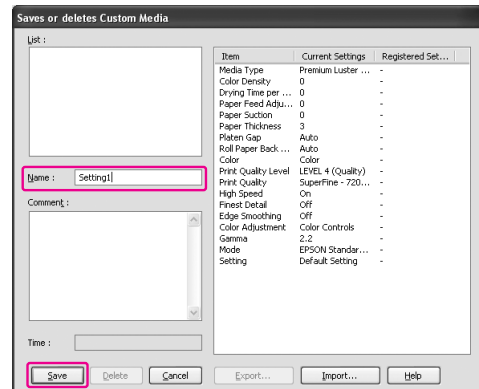 Saves or deletes Custom Media
List :
Item Current Settings Registered Set...
Media Type Premium Luster ... -
Color Density 0 -
Drying Time per ... 0 -
Paper Feed Adju... 0 -
Paper Suction 0 -
Paper Thickness 3 -
Platen Gap Auto -
Roll Paper Back ... Auto -
Color Color -
Print Quality Level LEVEL 4 (Quality) -
Print Quality SuperFine - 720... -
High Speed On -
Finest Detail Off -
Edge Smoothing Off -
Color Adjustment Color Controls -
Gamma 2.2 -
Mode EPSON Standar... -
Setting Default Setting -
Name : Setting1
Comment :
Time :
Save Delete Cancel Export... Import... Help